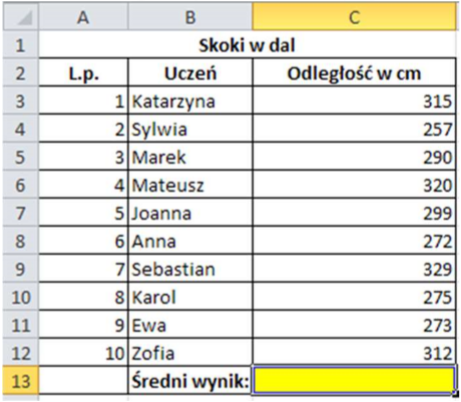 A B C
1 Skoki w dal
2 L.p. Uczeń Odległość w cm
3 1 Katarzyna 315
4 2 Sylwia 257
5 3 Marek 290
6 4 Mateusz 320
7 5 Joanna 299
8 6 Anna 272
9 7 Sebastian 329
10 8 Karol 275
11 9 Ewa 273
12 10 Zofia 312
13 Średni wynik: